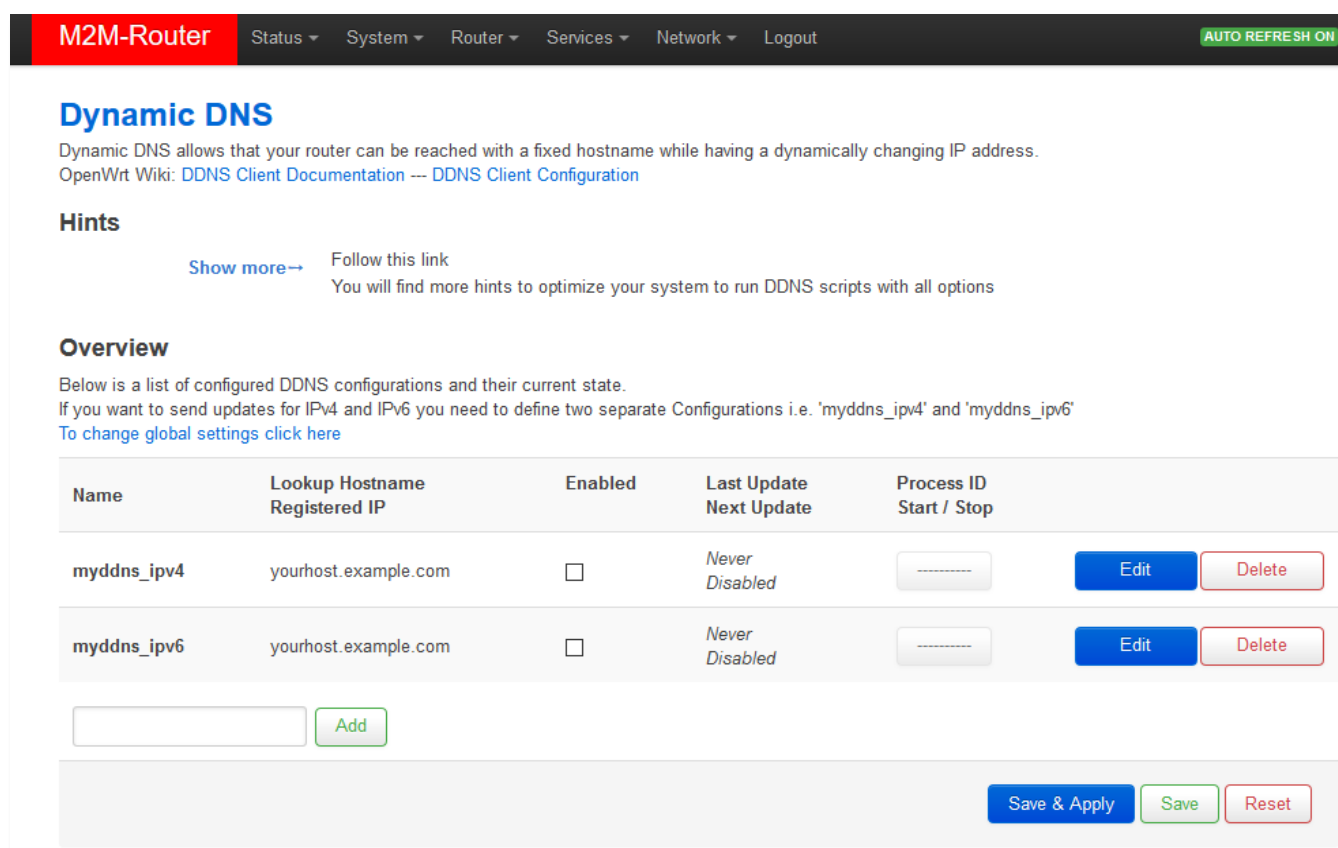 M2M-Router Status System Router Services Network Logout AUTO REFRESH ON
Dynamic DNS
Dynamic DNS allows that your router can be reached with a fixed hostname while having a dynamically changing IP address.
OpenWrt Wiki: DDNS Client Documentation --- DDNS Client Configuration
Hints
Show more→ Follow this link
You will find more hints to optimize your system to run DDNS scripts with all options
Overview
Below is a list of configured DDNS configurations and their current state.
If you want to send updates for IPv4 and IPv6 you need to define two separate Configurations i.e. 'myddns_ipv4' and 'myddns_ipv6'
To change global settings click here
Name Lookup Hostname Enabled Last Update Process ID
Registered IP Next Update Start / Stop
myddns_ipv4 yourhost.example.com Never ---------- Edit Delete
Disabled
myddns_ipv6 yourhost.example.com Never ---------- Edit Delete
Disabled
Add
Save & Apply Save Reset